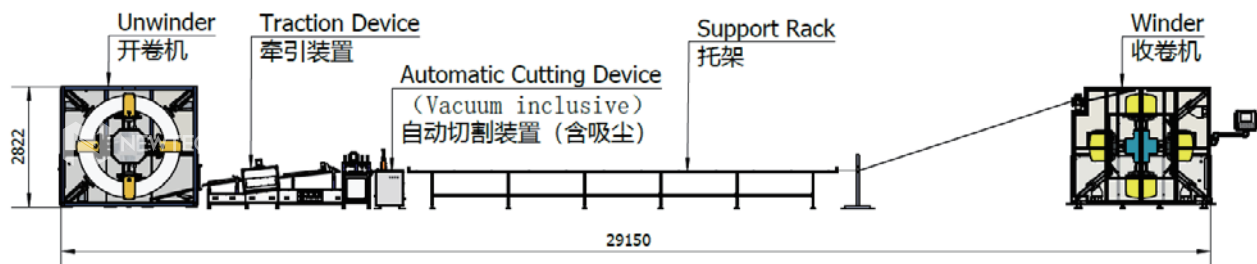 Unwinder
开卷机
Traction Device
牵引装置
Automatic Cutting Device
（Vacuum inclusive）
自动切割装置（含吸尘）
Support Rack
托架
Winder
收卷机
2822
NEWTEC
29150